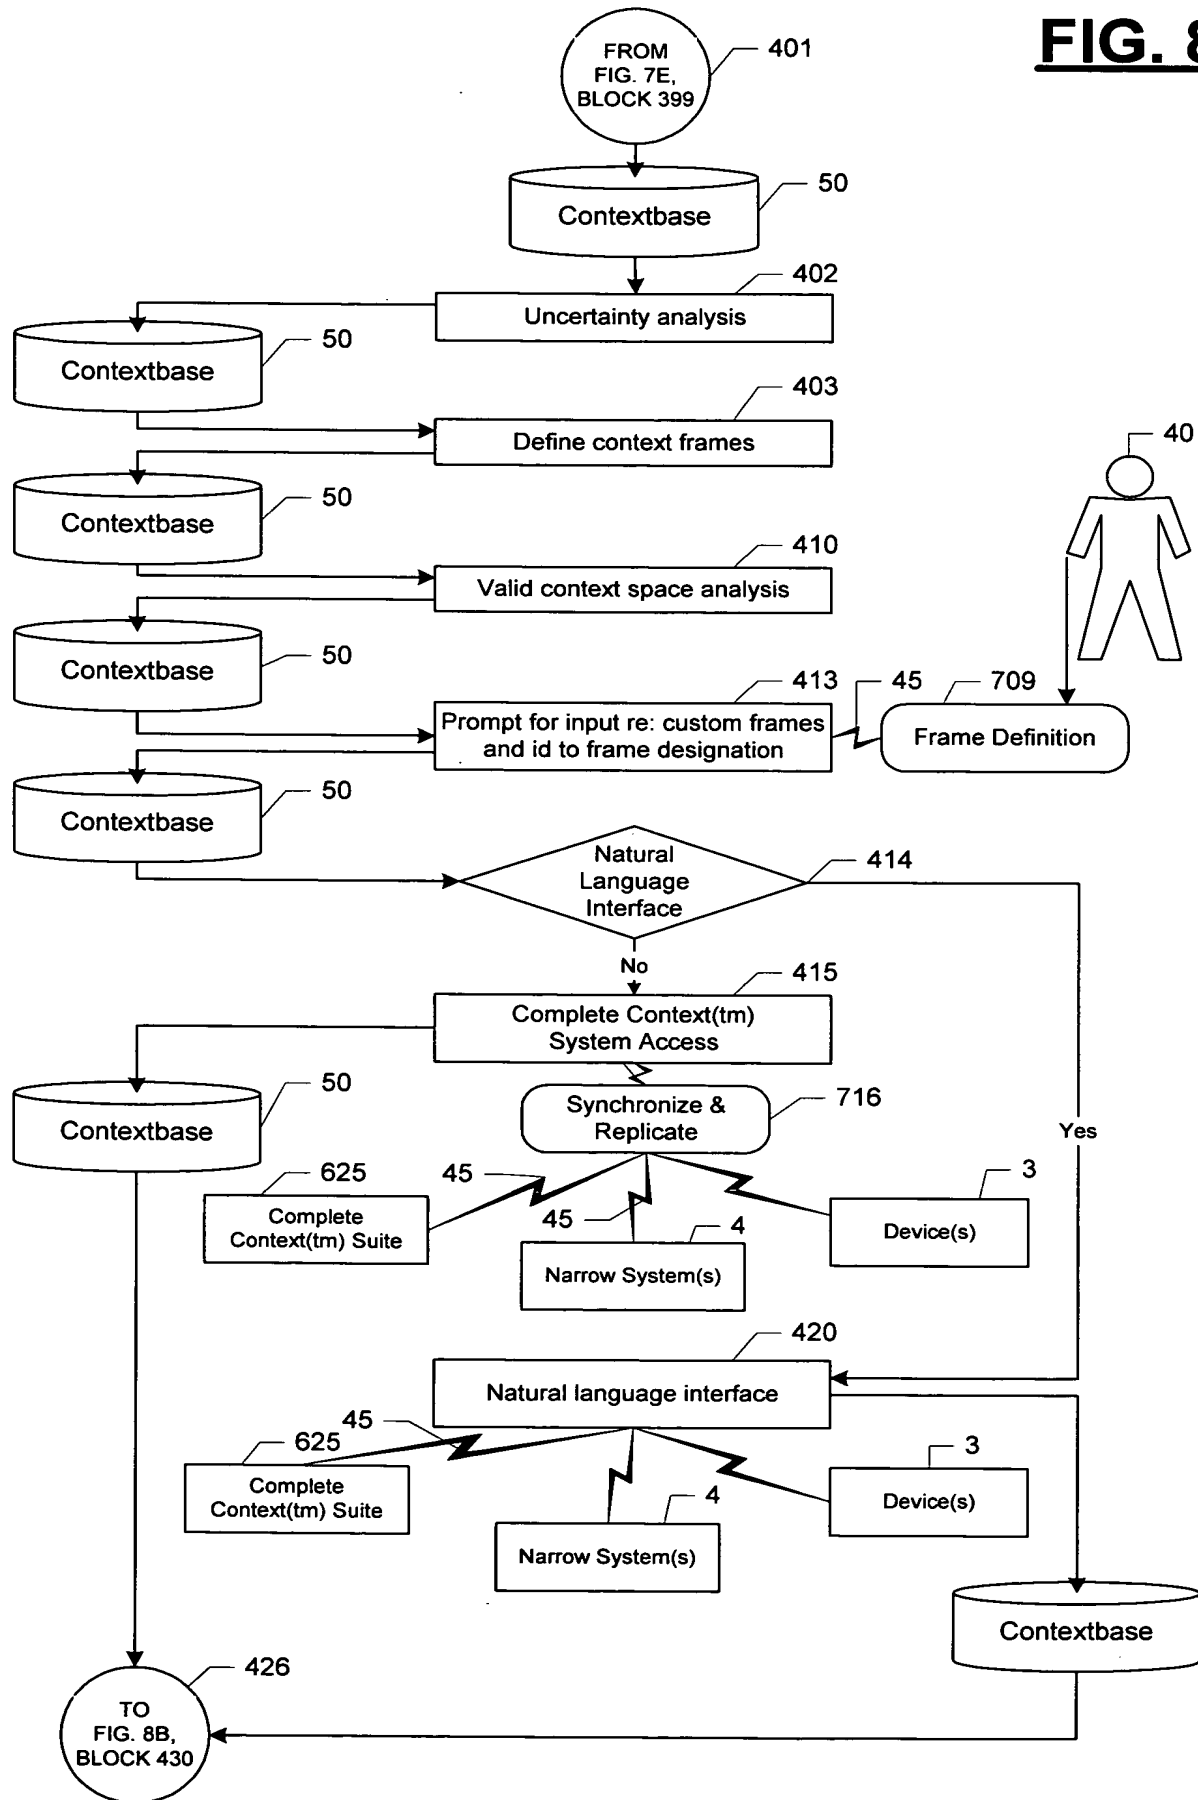 FIG. 8
FROM
FIG. 7E,
BLOCK 399
401
Contextbase
50
402
Uncertainty analysis
Contextbase
50
403
Define context frames
40
Contextbase
50
410
Valid context space analysis
Contextbase
50
413
45
709
Prompt for input re: custom frames
and id to frame designation
Frame Definition
Contextbase
50
Natural
Language
Interface
414
No
415
Complete Context(tm)
System Access
Yes
Contextbase
50
Synchronize &
Replicate
716
625
45
45
4
3
Complete
Context(tm) Suite
Narrow System(s)
Device(s)
420
Natural language interface
625
45
4
3
Complete
Context(tm) Suite
Narrow System(s)
Device(s)
Contextbase
426
TO
FIG. 8B,
BLOCK 430